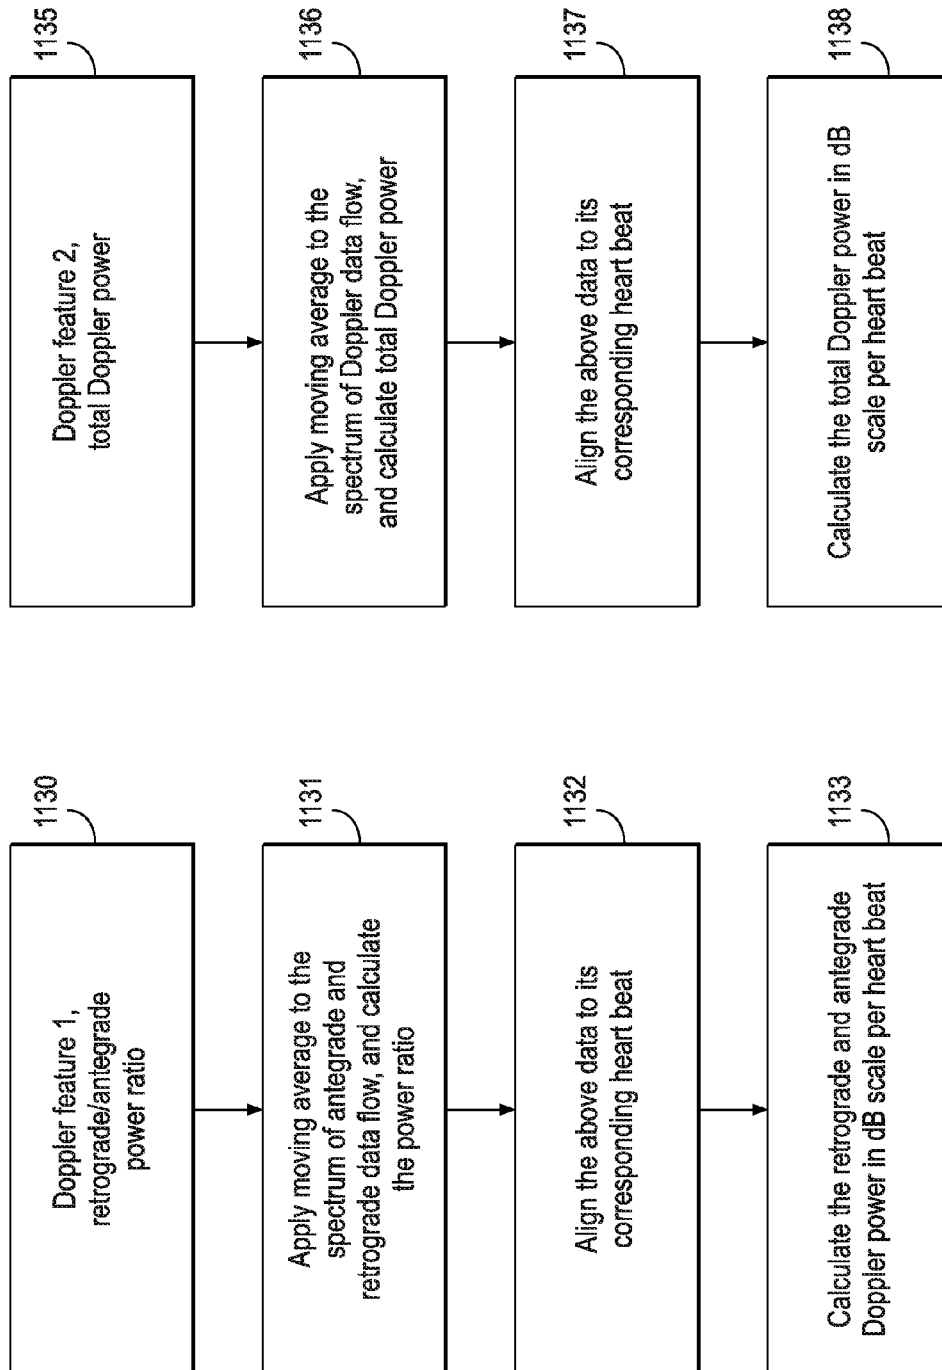 1130
Doppler feature 1,
retrograde/antegrade
power ratio
1131
Apply moving average to the
spectrum of antegrade and
retrograde data flow, and calculate
the power ratio
1132
Align the above data to its
corresponding heart beat
1133
Calculate the retrograde and antegrade
Doppler power in dB scale per heart beat
1135
Doppler feature 2,
total Doppler power
1136
Apply moving average to the
spectrum of Doppler data flow,
and calculate total Doppler power
1137
Align the above data to its
corresponding heart beat
1138
Calculate the total Doppler power in dB
scale per heart beat